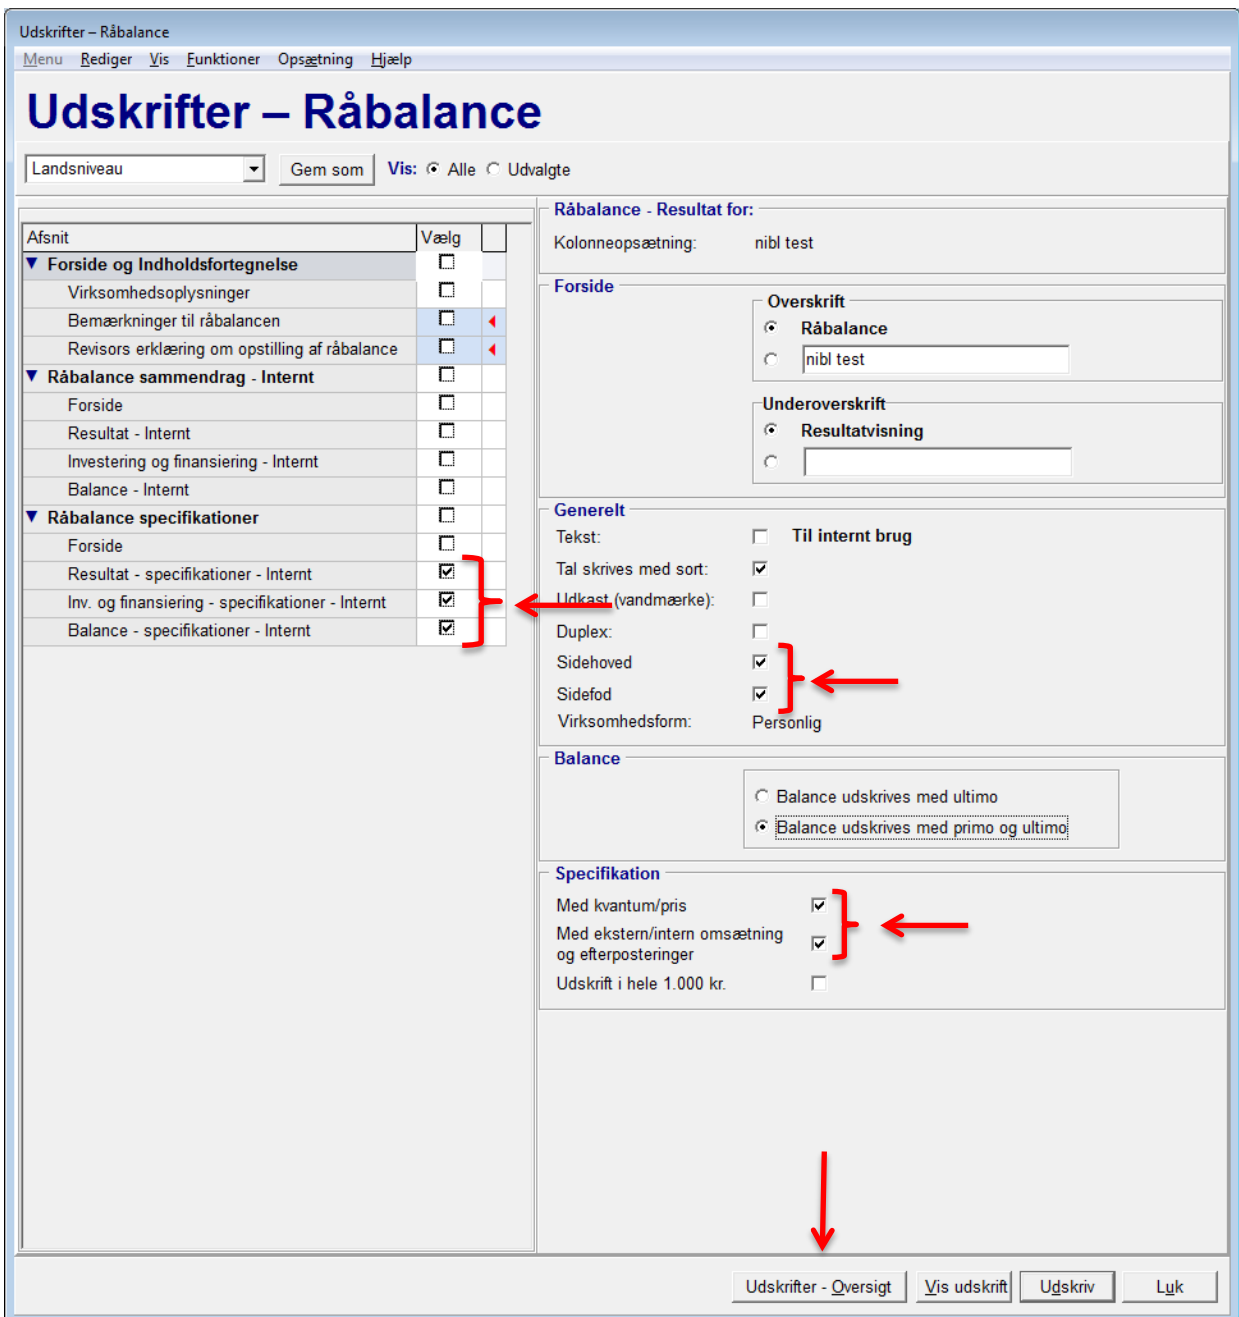 Udskrifter – Råbalance
Menu Rediger Vis Funktioner Opsætning Hjælp
Udskrifter – Råbalance
Landsniveau Gem som Vis: Alle Udvalgte
Afsnit Vælg
Forside og Indholdsfortegnelse
Virksomhedsoplysninger
Bemærkninger til råbalancen
Revisors erklæring om opstilling af råbalance
Råbalance sammendrag - Internt
Forside
Resultat - Internt
Investering og finansiering - Internt
Balance - Internt
Råbalance specifikationer
Forside
Resultat - specifikationer - Internt
Inv. og finansiering - specifikationer - Internt
Balance - specifikationer - Internt
Råbalance - Resultat for:
Kolonneopsætning: nibl test
Forside
Overskrift
Råbalance
nibl test
Underoverskrift
Resultatvisning
Generelt
Tekst: Til internt brug
Tal skrives med sort:
Udkast (vandmærke):
Duplex:
Sidehoved
Sidefod
Virksomhedsform: Personlig
Balance
Balance udskrives med ultimo
Balance udskrives med primo og ultimo
Specifikation
Med kvantum/pris
Med ekstern/intern omsætning
og efterposteringer
Udskrift i hele 1.000 kr.
Udskrifter - Oversigt Vis udskrift Udskriv Luk